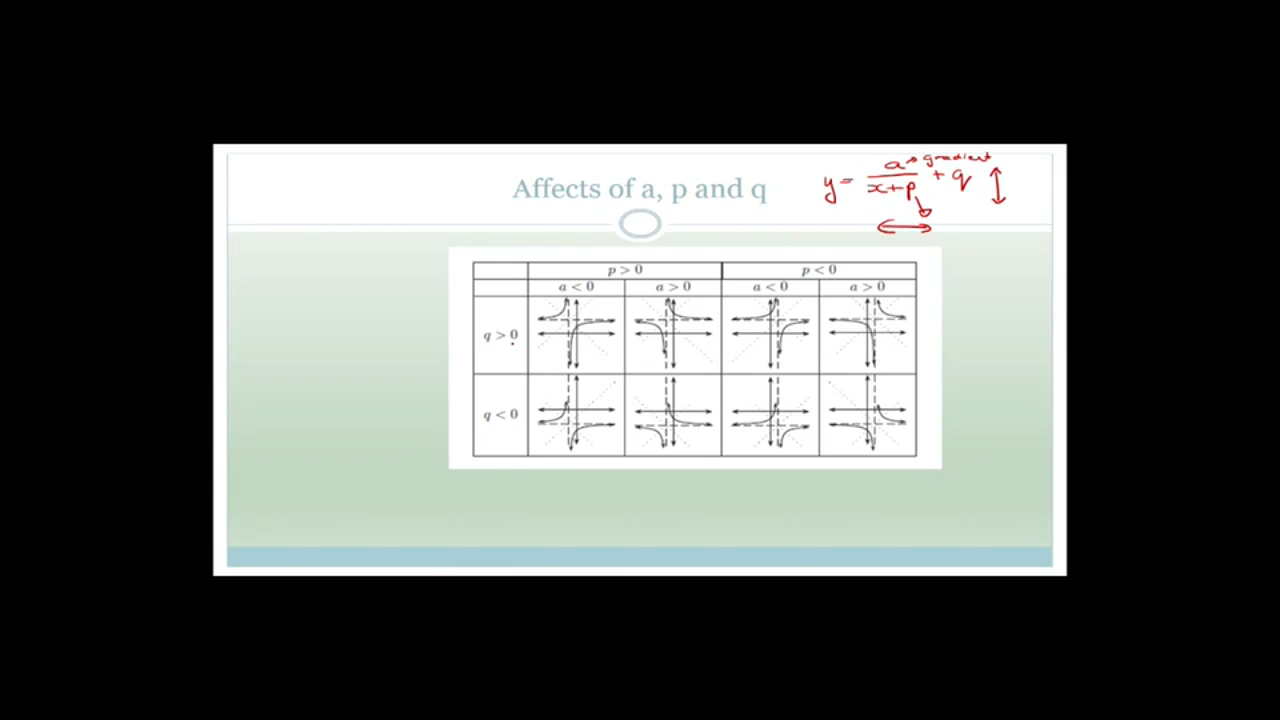 Affects of a, p and q
a → gradient
y = a/(x+p) + q
p > 0 p < 0
a < 0 a > 0 a < 0 a > 0
q > 0
q < 0